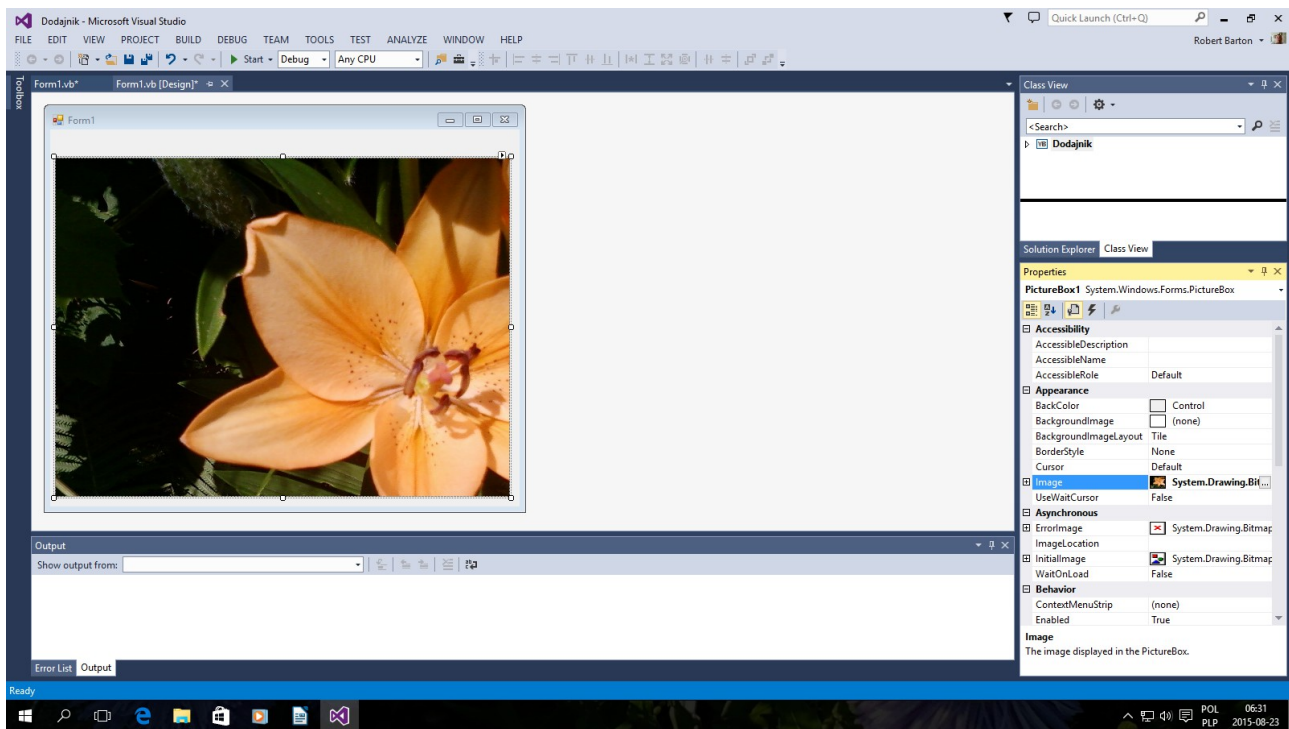 Dodajnik - Microsoft Visual Studio
Quick Launch (Ctrl+Q)
FILE EDIT VIEW PROJECT BUILD DEBUG TEAM TOOLS TEST ANALYZE WINDOW HELP
Robert Barton
Start Debug Any CPU
Toolbox
Form1.vb* Form1.vb [Design]*
Form1
Class View
<Search>
VB Dodajnik
Solution Explorer Class View
Properties
PictureBox1 System.Windows.Forms.PictureBox
Accessibility
AccessibleDescription
AccessibleName
AccessibleRole Default
Appearance
BackColor Control
BackgroundImage (none)
BackgroundImageLayout Tile
BorderStyle None
Cursor Default
Image System.Drawing.Bit ...
UseWaitCursor False
Asynchronous
ErrorImage System.Drawing.Bitmap
ImageLocation
InitialImage System.Drawing.Bitmap
WaitOnLoad False
Behavior
ContextMenuStrip (none)
Enabled True
Image
The image displayed in the PictureBox.
Output
Show output from:
Error List Output
Ready
POL 06:31
PLP 2015-08-23